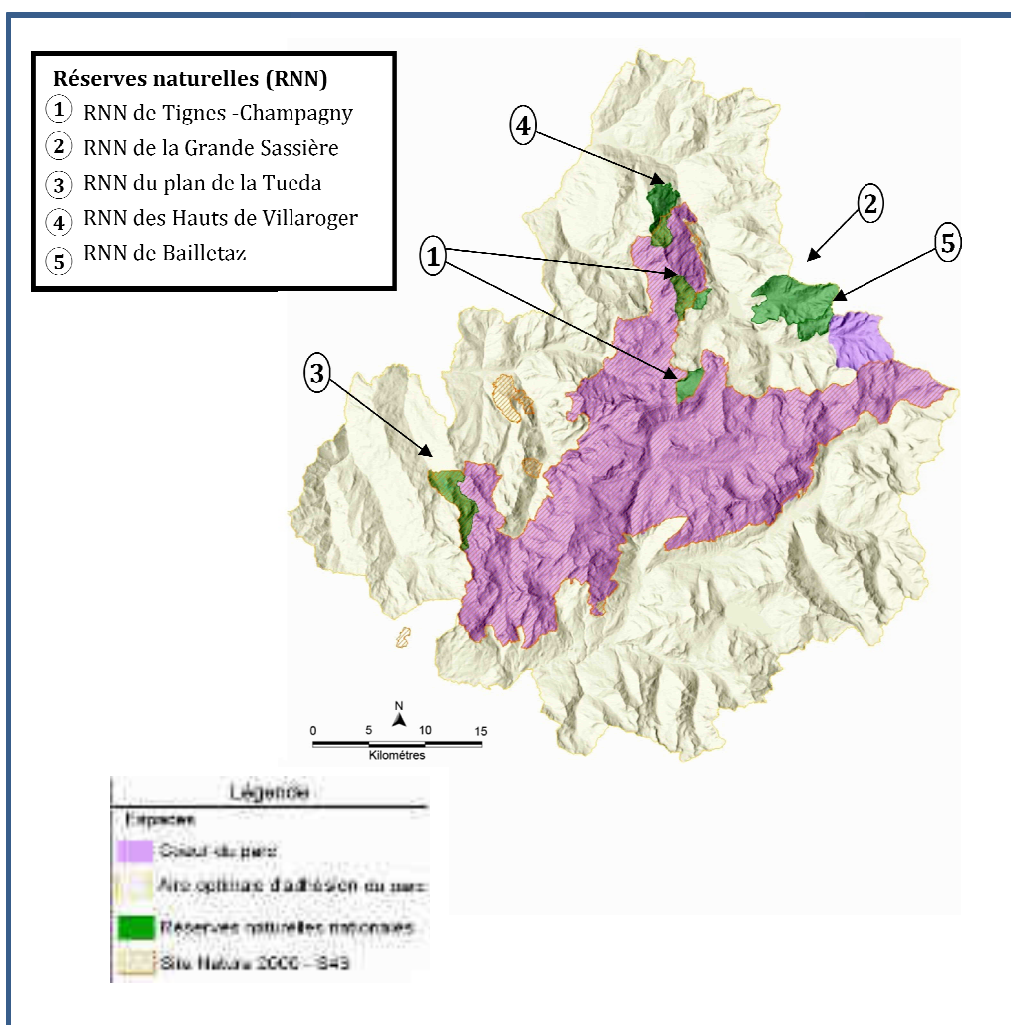 Réserves naturelles (RNN)
1 RNN de Tignes -Champagny
2 RNN de la Grande Sassière
3 RNN du plan de la Tueda
4 RNN des Hauts de Villaroger
5 RNN de Bailletaz
4
2
1
5
3
N
0 5 10 15
Kilométres
Légende
Espaces
Coeur du parc
Aire optimale d'adhésion du parc
Réserves naturelles nationales
Site Natura 2000 - S43